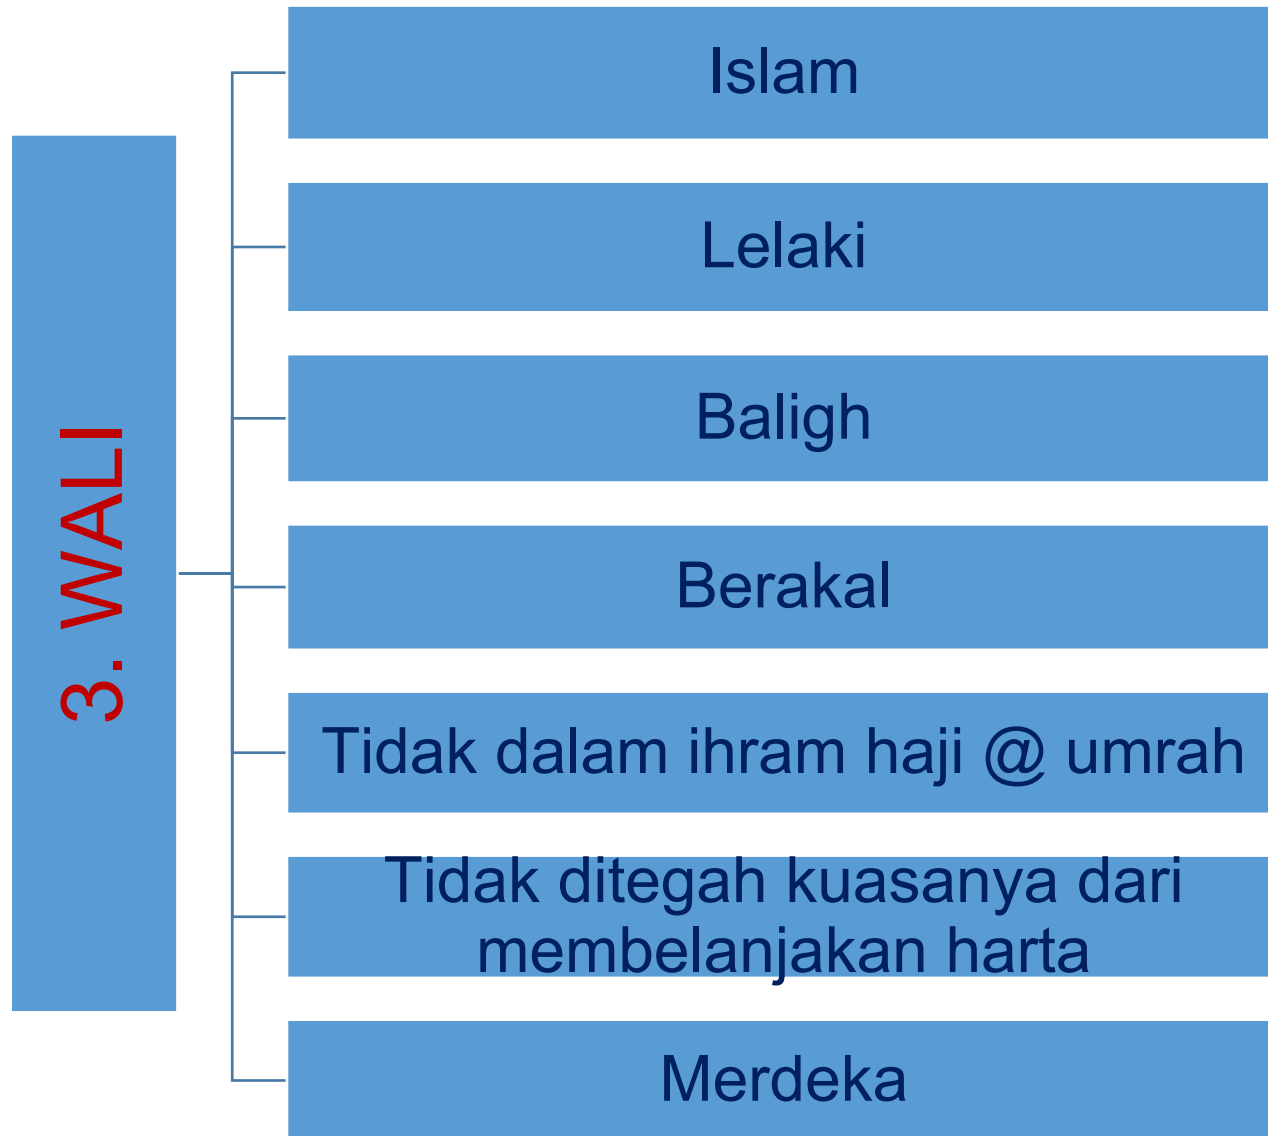 3. WALI
Islam
Lelaki
Baligh
Berakal
Tidak dalam ihram haji @ umrah
Tidak ditegah kuasanya dari
membelanjakan harta
Merdeka